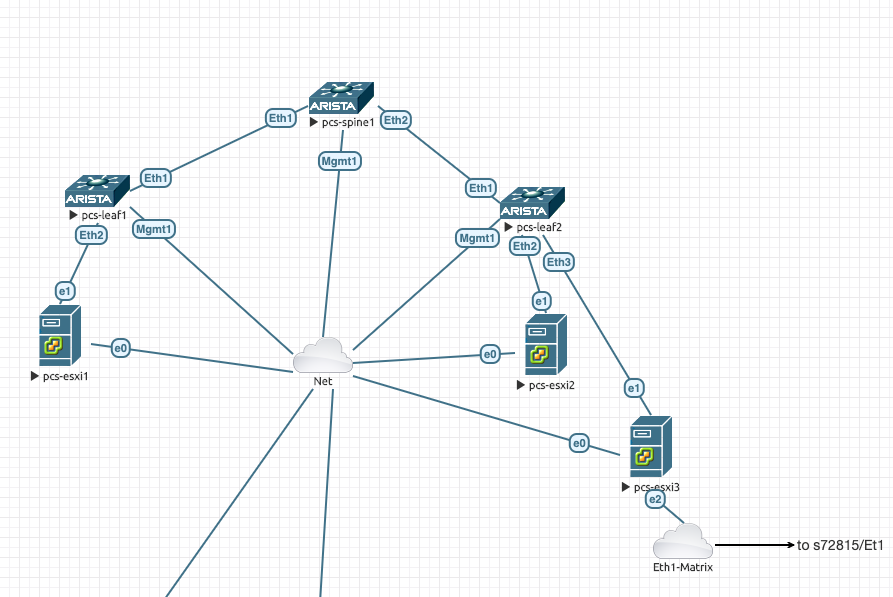 ARISTA
pcs-spine1
Eth1
Eth2
Mgmt1
Eth1
Eth1
ARISTA
pcs-leaf1
ARISTA
pcs-leaf2
Eth2
Mgmt1
Mgmt1
Eth2
Eth3
e1
e1
e0
e0
pcs-esxi1
Net
pcs-esxi2
e1
e0
pcs-esxi3
e2
to s72815/Et1
Eth1-Matrix